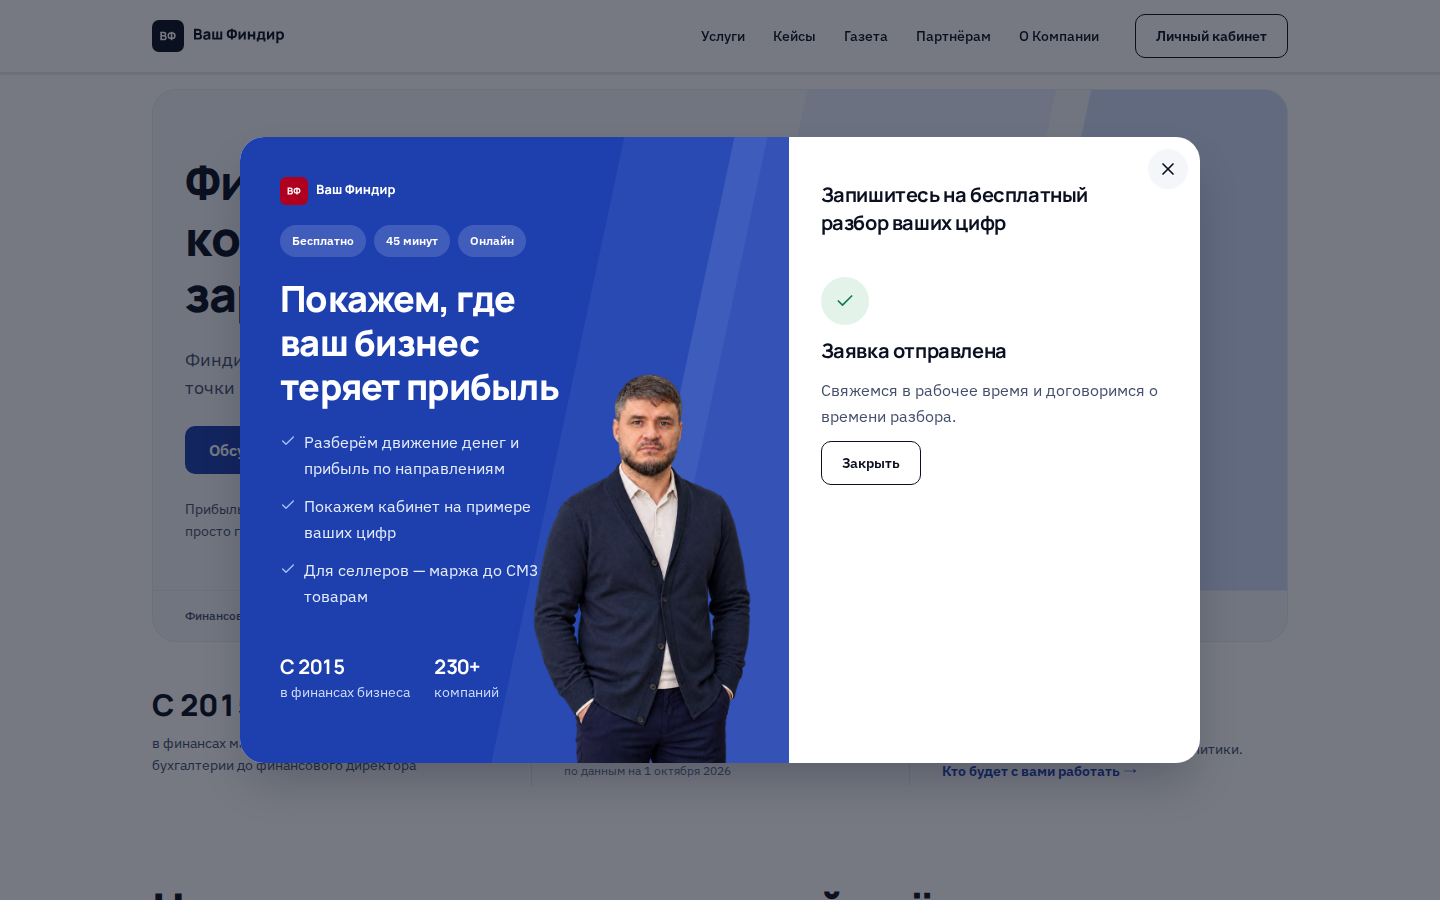 ВФ Ваш Финдир
Услуги Кейсы Газета Партнёрам О Компании Личный кабинет
ВФ Ваш Финдир
Бесплатно 45 минут Онлайн
Покажем, где
ваш бизнес
теряет прибыль
Разберём движение денег и
прибыль по направлениям
Покажем кабинет на примере
ваших цифр
Для селлеров — маржа до СМ3
товарам
С 2015
в финансах бизнеса
230+
компаний
Запишитесь на бесплатный
разбор ваших цифр
Заявка отправлена
Свяжемся в рабочее время и договоримся о
времени разбора.
Закрыть
точки
С 201
в финансах
бухгалтерии до финансового директора
по данным на 1 октября 2026
Кто будет с вами работать →